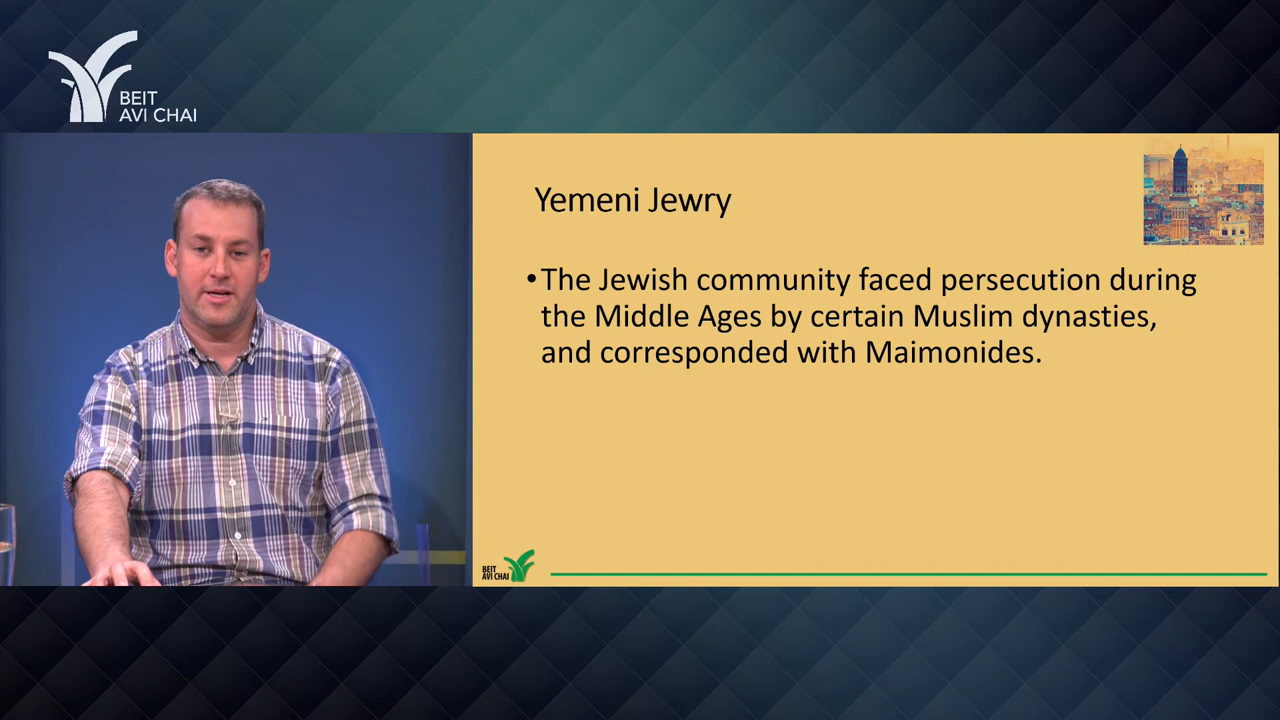 BEIT
AVI CHAI
Yemeni Jewry
•The Jewish community faced persecution during
the Middle Ages by certain Muslim dynasties,
and corresponded with Maimonides.
BEIT
AVI CHAI